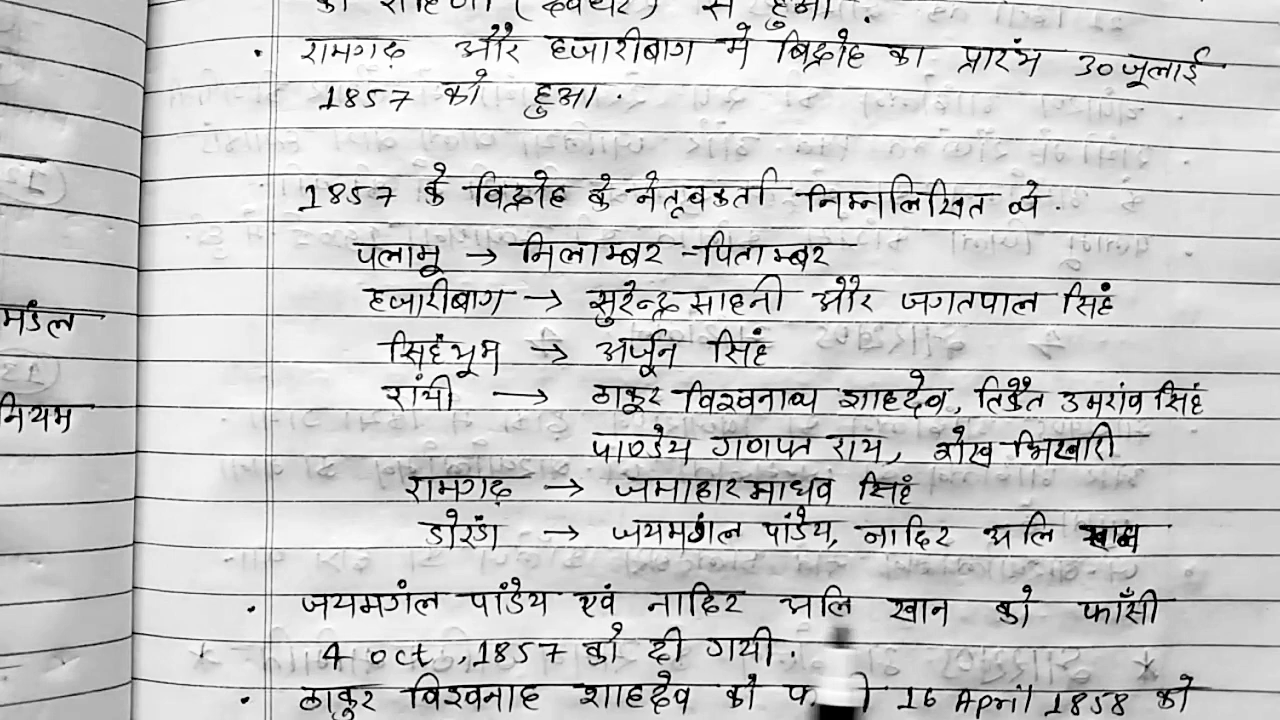 को रोहिणी (देवघर) से हुआ.
• रामगढ़ और हजारीबाग में विद्रोह का प्रारंभ 30 जूलाई
1857 को हुआ.
1857 के विद्रोह के नेतृवकर्ता निम्नलिखित थे.
पलामू → निलाम्बर - पिताम्बर
हजारीबाग → सुरेन्द्र साहनी और जगतपाल सिंह
मंडल
सिंहभूम → अर्जून सिंह
रांची → ठाकूर विश्वनाथ शाहदेव, तिकैत उमरांव सिंह
नियम
पाण्डेय गणपत राय, शेख भिखारी
रामगढ़ → जमाहार माधव सिंह
डोरंडा → जयमंगल पांडेय, नादिर अलि खान
• जयमगंल पांडेय एवं नादिर अलि खान को फाँसी
4 oct, 1857 को दी गयी.
• ठाकुर विश्वनाह शाहदेव को 16 April 1858 को